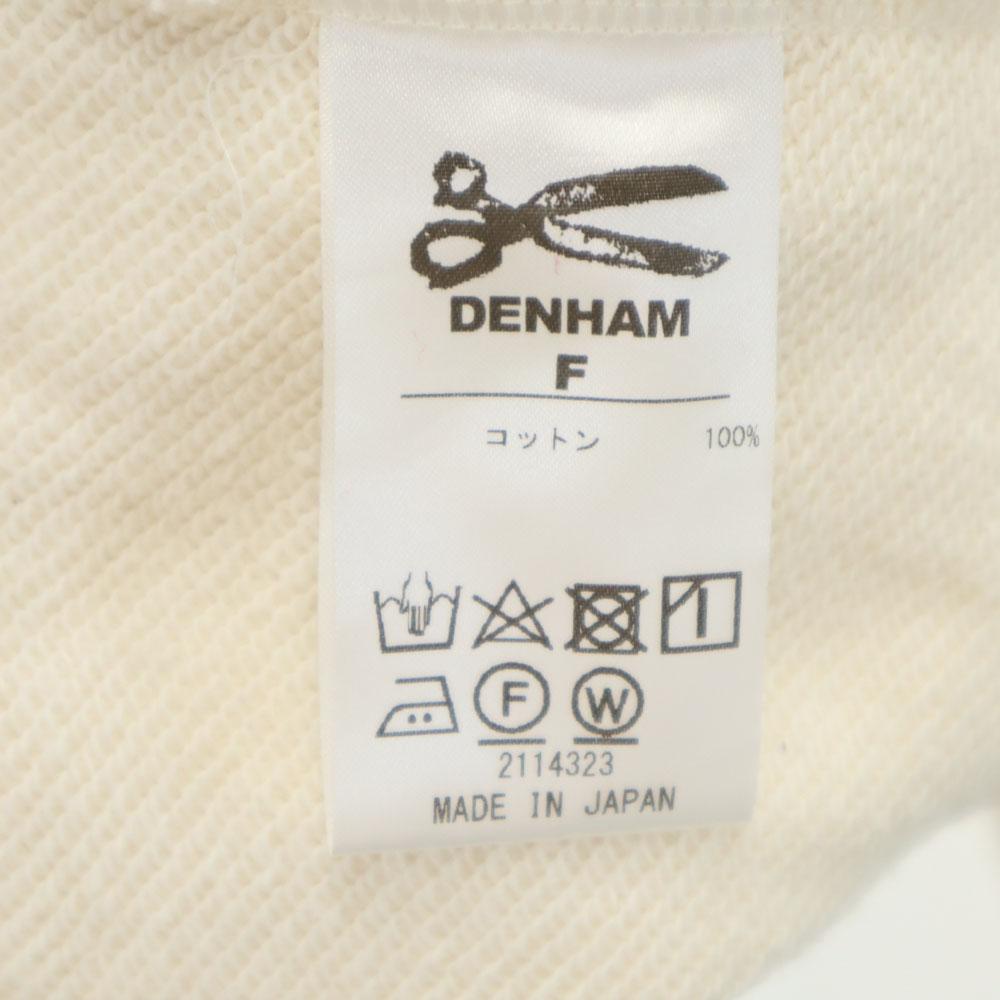 DENHAM
F
コットン 100%
F W
2114323
MADE IN JAPAN